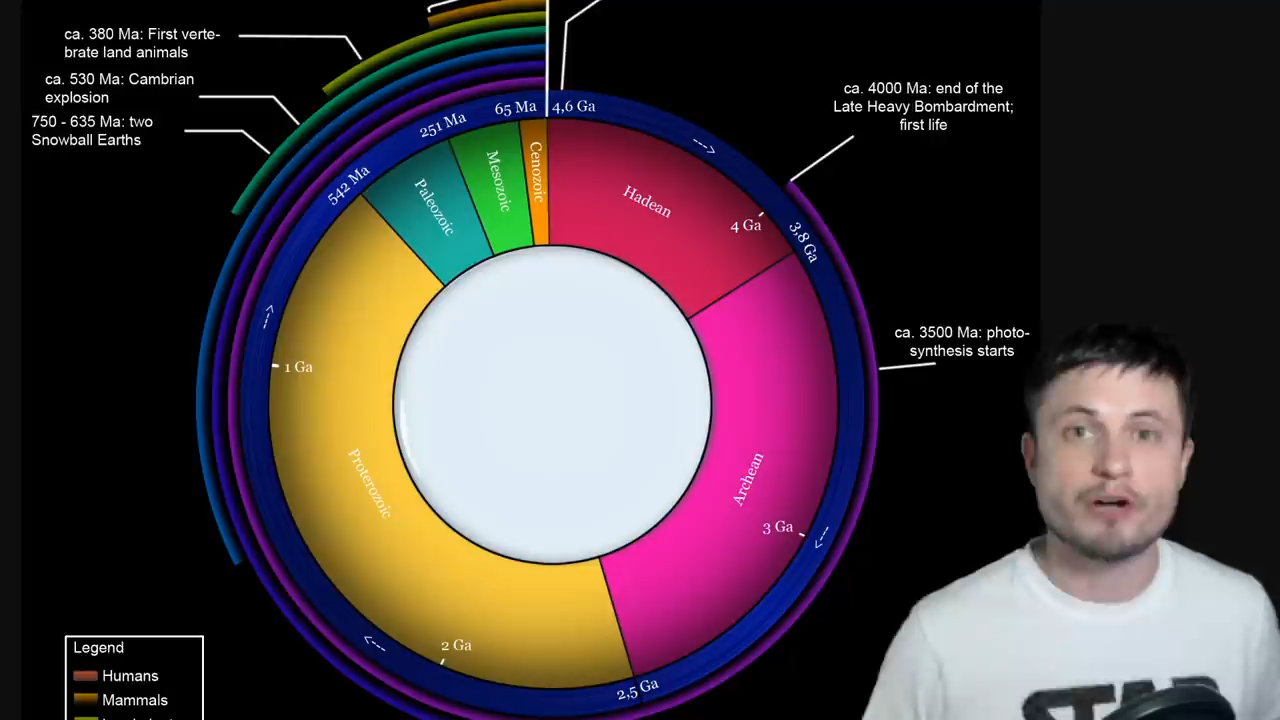 ca. 380 Ma: First verte-
brate land animals
ca. 530 Ma: Cambrian
explosion
750 - 635 Ma: two
Snowball Earths
ca. 4000 Ma: end of the
Late Heavy Bombardment;
first life
ca. 3500 Ma: photo-
synthesis starts
4,6 Ga
65 Ma
251 Ma
542 Ma
3,8 Ga
2,5 Ga
Hadean
4 Ga
Archean
3 Ga
Proterozoic
2 Ga
1 Ga
Paleozoic
Mesozoic
Cenozoic
Legend
Humans
Mammals